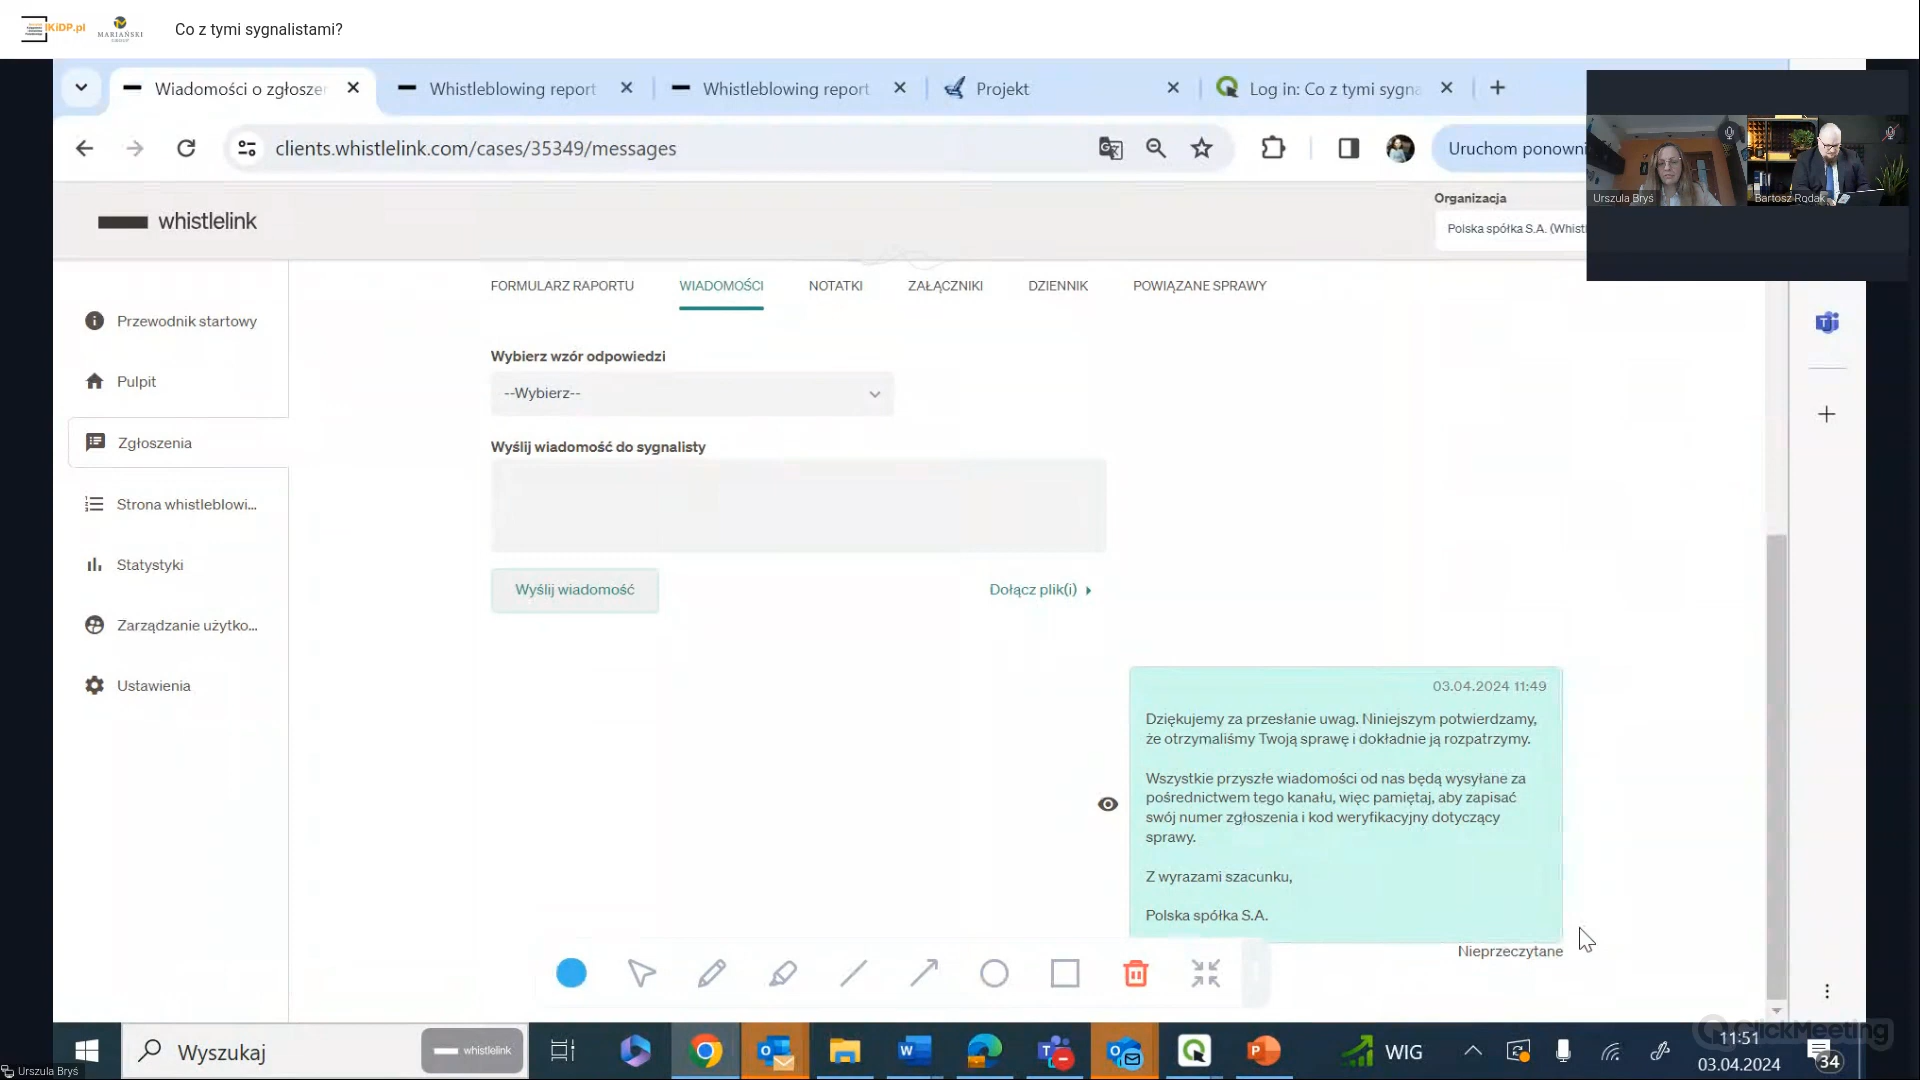 IKiDP.pl
MARIAŃSKI
Co z tymi sygnalistami?
Wiadomości o zgłoszen
Whistleblowing report
Whistleblowing report
Projekt
Log in: Co z tymi sygna
clients.whistlelink.com/cases/35349/messages
Uruchom ponowni
Urszula Bryś
Bartosz Rodak
whistlelink
Organizacja
Polska spółka S.A. (Whistl
FORMULARZ RAPORTU
WIADOMOŚCI
NOTATKI
ZAŁĄCZNIKI
DZIENNIK
POWIĄZANE SPRAWY
Przewodnik startowy
Pulpit
Zgłoszenia
Strona whistleblowi...
Statystyki
Zarządzanie użytko...
Ustawienia
Wybierz wzór odpowiedzi
--Wybierz--
Wyślij wiadomość do sygnalisty
Wyślij wiadomość
Dołącz plik(i)
03.04.2024 11:49
Dziękujemy za przesłanie uwag. Niniejszym potwierdzamy,
że otrzymaliśmy Twoją sprawę i dokładnie ją rozpatrzymy.
Wszystkie przyszłe wiadomości od nas będą wysyłane za
pośrednictwem tego kanału, więc pamiętaj, aby zapisać
swój numer zgłoszenia i kod weryfikacyjny dotyczący
sprawy.
Z wyrazami szacunku,
Polska spółka S.A.
Nieprzeczytane
ClickMeeting
Wyszukaj
whistlelink
WIG
11:51
03.04.2024
34
Urszula Bryś